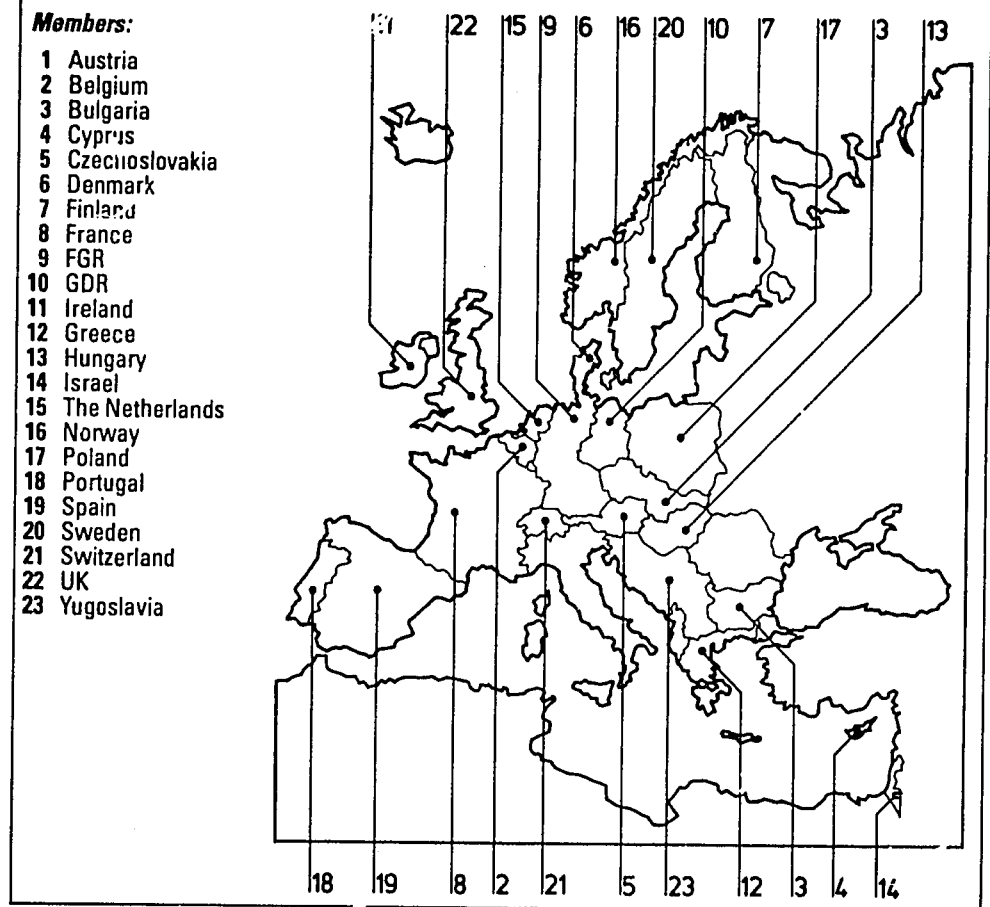 Members:
1 Austria
2 Belgium
3 Bulgaria
4 Cyprus
5 Czechoslovakia
6 Denmark
7 Finland
8 France
9 FGR
10 GDR
11 Ireland
12 Greece
13 Hungary
14 Israel
15 The Netherlands
16 Norway
17 Poland
18 Portugal
19 Spain
20 Sweden
21 Switzerland
22 UK
23 Yugoslavia
22 15 9 6 16 20 10 7 17 3 13
18 19 8 2 21 5 23 12 3 4 14